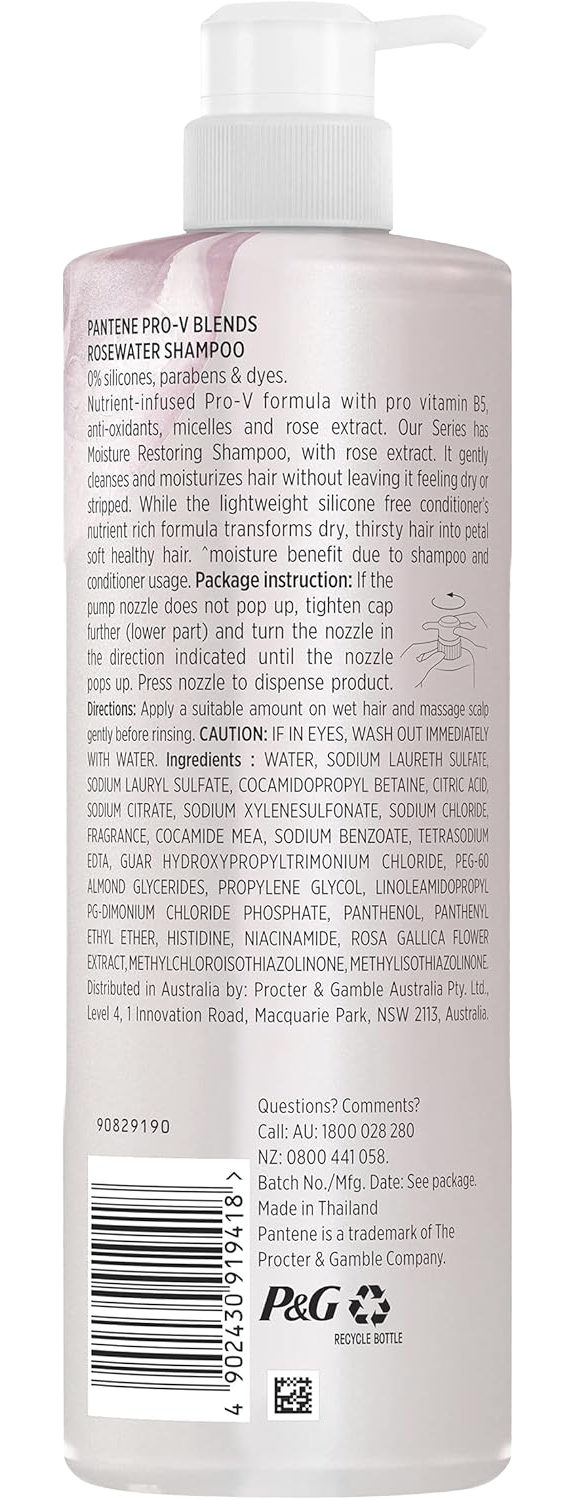 PANTENE PRO-V BLENDS
ROSEWATER SHAMPOO
0% silicones, parabens & dyes.
Nutrient-infused Pro-V formula with pro vitamin B5,
anti-oxidants, micelles and rose extract. Our Series has
Moisture Restoring Shampoo, with rose extract. It gently
cleanses and moisturizes hair without leaving it feeling dry or
stripped. While the lightweight silicone free conditioner's
nutrient rich formula transforms dry, thirsty hair into petal
soft healthy hair. ^moisture benefit due to shampoo and
conditioner usage. Package instruction: If the
pump nozzle does not pop up, tighten cap
further (lower part) and turn the nozzle in
the direction indicated until the nozzle
pops up. Press nozzle to dispense product.
Directions: Apply a suitable amount on wet hair and massage scalp
gently before rinsing. CAUTION: IF IN EYES, WASH OUT IMMEDIATELY
WITH WATER. Ingredients : WATER, SODIUM LAURETH SULFATE,
SODIUM LAURYL SULFATE, COCAMIDOPROPYL BETAINE, CITRIC ACID,
SODIUM CITRATE, SODIUM XYLENESULFONATE, SODIUM CHLORIDE,
FRAGRANCE, COCAMIDE MEA, SODIUM BENZOATE, TETRASODIUM
EDTA, GUAR HYDROXYPROPYLTRIMONIUM CHLORIDE, PEG-60
ALMOND GLYCERIDES, PROPYLENE GLYCOL, LINOLEAMIDOPROPYL
PG-DIMONIUM CHLORIDE PHOSPHATE, PANTHENOL, PANTHENYL
ETHYL ETHER, HISTIDINE, NIACINAMIDE, ROSA GALLICA FLOWER
EXTRACT, METHYLCHLOROISOTHIAZOLINONE, METHYLISOTHIAZOLINONE.
Distributed in Australia by: Procter & Gamble Australia Pty. Ltd.,
Level 4, 1 Innovation Road, Macquarie Park, NSW 2113, Australia.
90829190
4 902430 919418 >
Questions? Comments?
Call: AU: 1800 028 280
NZ: 0800 441 058.
Batch No./Mfg. Date: See package.
Made in Thailand
Pantene is a trademark of The
Procter & Gamble Company.
P&G
RECYCLE BOTTLE